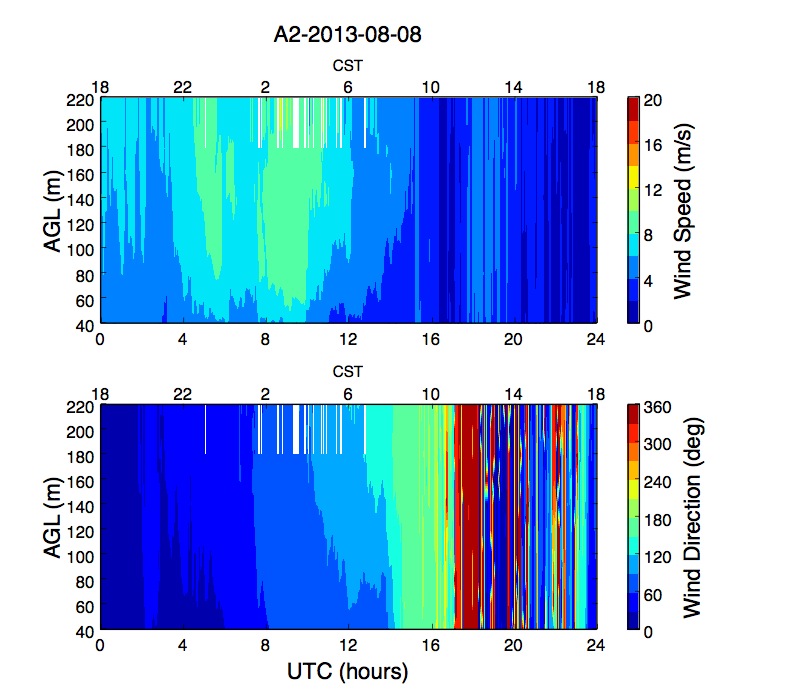 A2-2013-08-08
CST
18 22 2 6 10 14 18
220
200
180
160
140
120
100
80
60
40
AGL (m)
0 4 8 12 16 20 24
20
16
12
8
4
0
Wind Speed (m/s)
CST
18 22 2 6 10 14 18
220
200
180
160
140
120
100
80
60
40
AGL (m)
0 4 8 12 16 20 24
UTC (hours)
360
300
240
180
120
60
0
Wind Direction (deg)